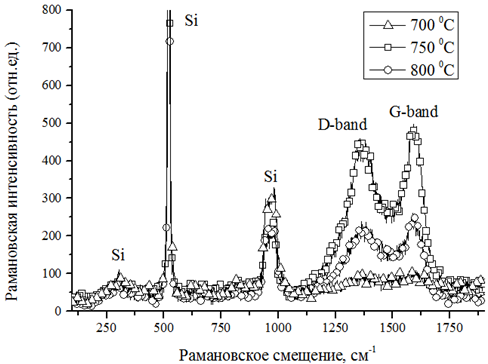 800
700
600
500
400
300
200
100
0
Рамановская интенсивность (отн.ед.)
Si
700 ⁰C
750 ⁰C
800 ⁰C
D-band
G-band
Si
Si
250 500 750 1000 1250 1500 1750
Рамановское смещение, см⁻¹